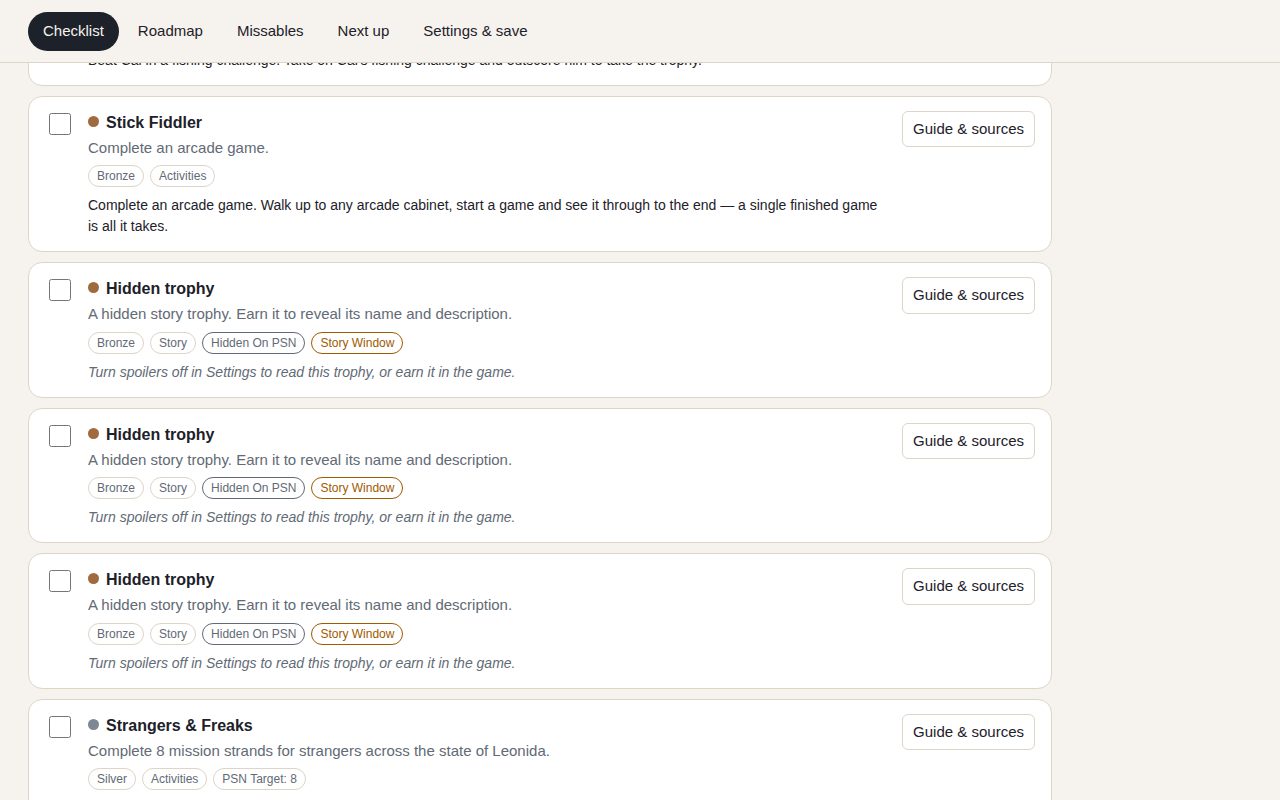 Checklist
Roadmap
Missables
Next up
Settings & save
Stick Fiddler
Guide & sources
Complete an arcade game.
Bronze
Activities
Complete an arcade game. Walk up to any arcade cabinet, start a game and see it through to the end — a single finished game
is all it takes.
Hidden trophy
Guide & sources
A hidden story trophy. Earn it to reveal its name and description.
Bronze
Story
Hidden On PSN
Story Window
Turn spoilers off in Settings to read this trophy, or earn it in the game.
Hidden trophy
Guide & sources
A hidden story trophy. Earn it to reveal its name and description.
Bronze
Story
Hidden On PSN
Story Window
Turn spoilers off in Settings to read this trophy, or earn it in the game.
Hidden trophy
Guide & sources
A hidden story trophy. Earn it to reveal its name and description.
Bronze
Story
Hidden On PSN
Story Window
Turn spoilers off in Settings to read this trophy, or earn it in the game.
Strangers & Freaks
Guide & sources
Complete 8 mission strands for strangers across the state of Leonida.
Silver
Activities
PSN Target: 8